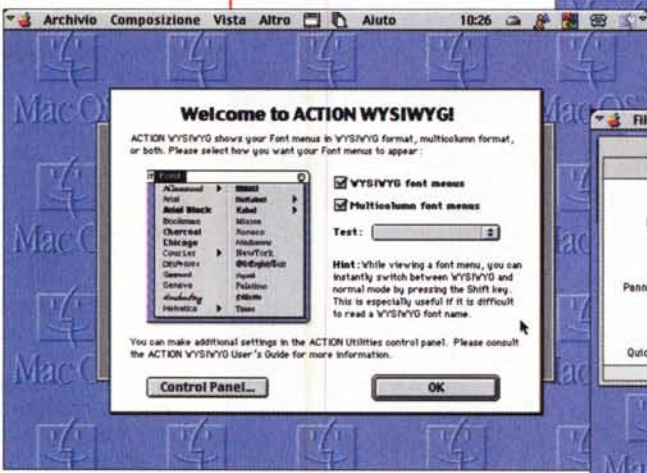 Archivio Composizione Vista Altro Aiuto 10:26
Mac OS
Welcome to ACTION WYSIWYG!
ACTION WYSIWYG shows your Font menus in WYSIWYG format, multicolumn format,
or both. Please select how you want your Font menus to appear:
Font
Arial
Arial Black
Bookman
Charcoal
Chicago
Courier
Geneva
Helvetica
Kabel
Monaco
NewYork
Palatino
Times
WYSIWYG font menus
Multicolumn font menus
Test:
Hint: While viewing a font menu, you can
instantly switch between WYSIWYG and
normal mode by pressing the Shift key.
This is especially useful if it is difficult
to read a WYSIWYG font name.
You can make additional settings in the ACTION Utilities control panel. Please consult
the ACTION WYSIWYG User's Guide for more information.
Control Panel...
OK
Mac
Mac
Fil
Pann
Quic